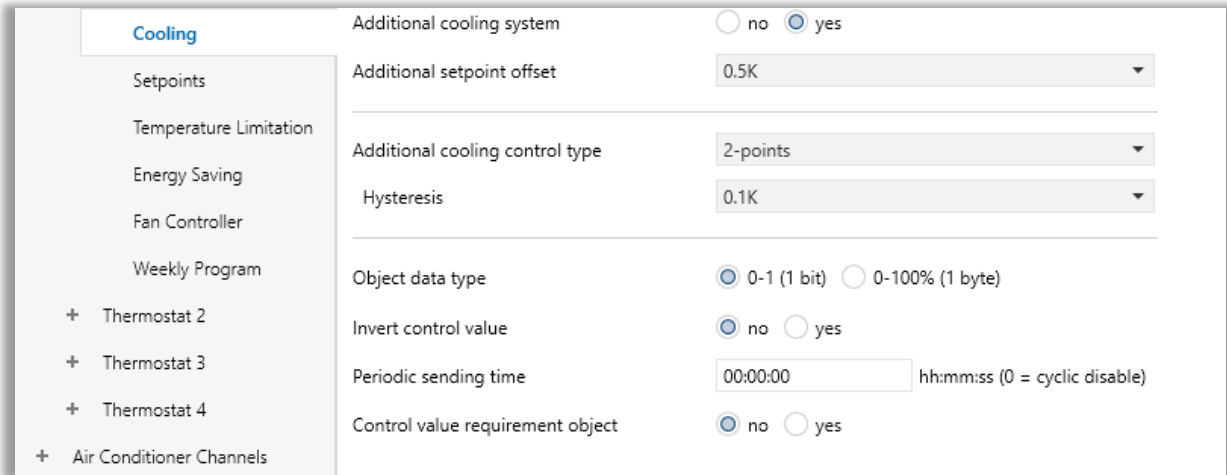 Cooling
Setpoints
Temperature Limitation
Energy Saving
Fan Controller
Weekly Program
+ Thermostat 2
+ Thermostat 3
+ Thermostat 4
+ Air Conditioner Channels
Additional cooling system no yes
Additional setpoint offset 0.5K
Additional cooling control type 2-points
Hysteresis 0.1K
Object data type 0-1 (1 bit) 0-100% (1 byte)
Invert control value no yes
Periodic sending time 00:00:00 hh:mm:ss (0 = cyclic disable)
Control value requirement object no yes